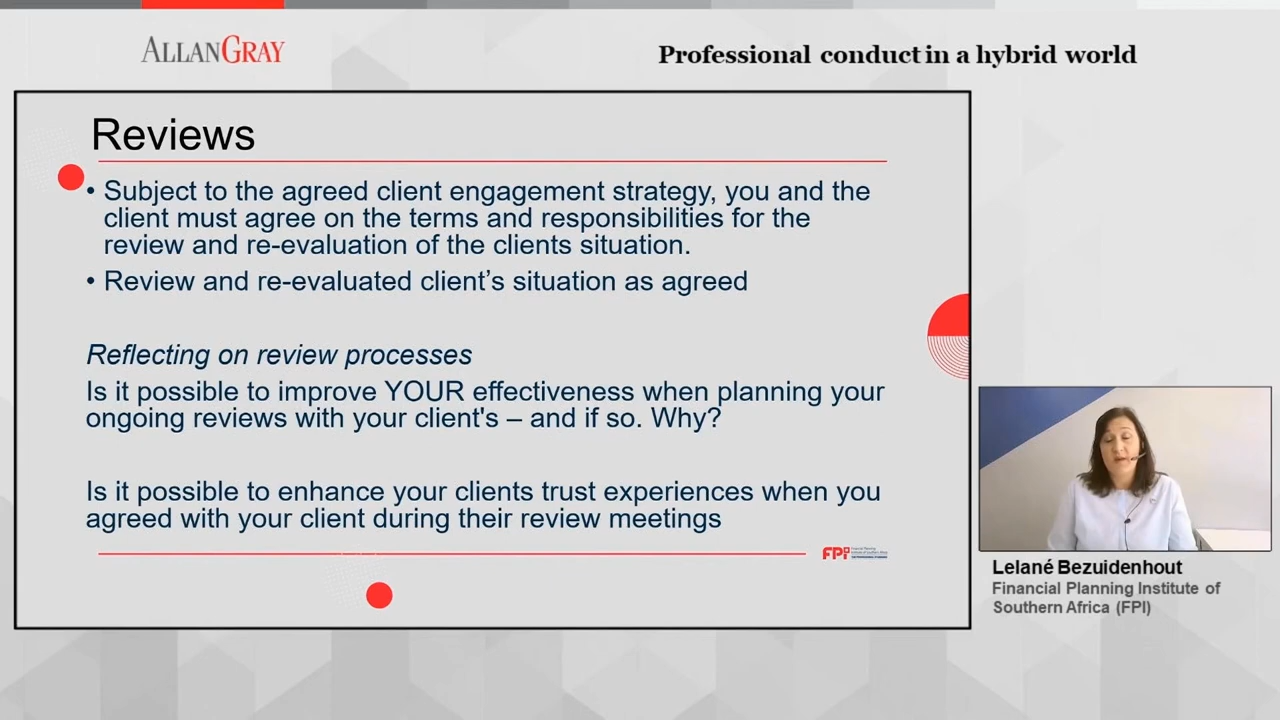 ALLANGRAY
Professional conduct in a hybrid world
Reviews
• Subject to the agreed client engagement strategy, you and the
client must agree on the terms and responsibilities for the
review and re-evaluation of the clients situation.
• Review and re-evaluated client’s situation as agreed
Reflecting on review processes
Is it possible to improve YOUR effectiveness when planning your
ongoing reviews with your client's – and if so. Why?
Is it possible to enhance your clients trust experiences when you
agreed with your client during their review meetings
FPI
Lelané Bezuidenhout
Financial Planning Institute of
Southern Africa (FPI)